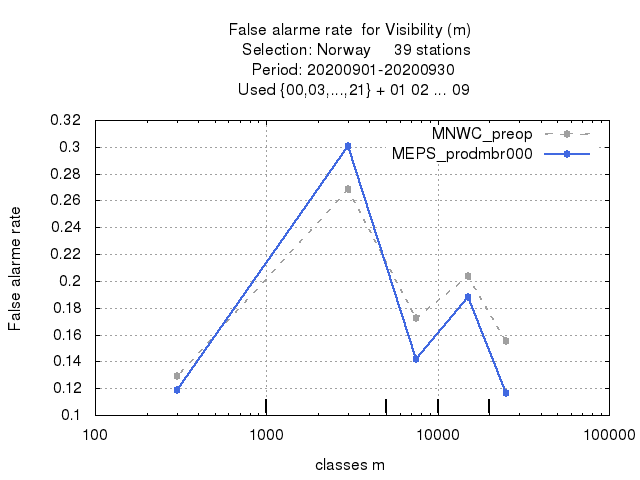 False alarme rate  for Visibility (m)
Selection: Norway     39 stations
Period: 20200901-20200930
Used {00,03,...,21} + 01 02 ... 09
MNWC_preop
MEPS_prodmbr000
False alarme rate
0.32
0.3
0.28
0.26
0.24
0.22
0.2
0.18
0.16
0.14
0.12
0.1
100
1000
10000
100000
classes m